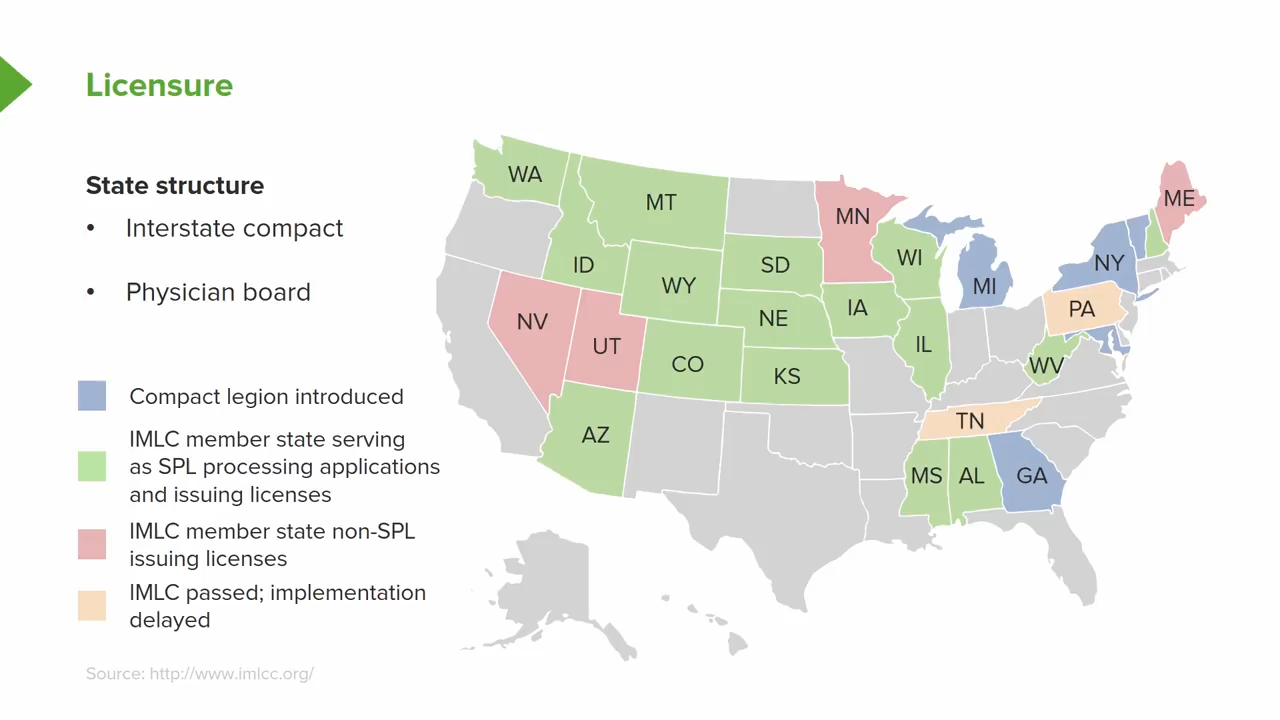 Licensure
State structure
• Interstate compact
• Physician board
Compact legion introduced
IMLC member state serving
as SPL processing applications
and issuing licenses
IMLC member state non-SPL
issuing licenses
IMLC passed; implementation
delayed
Source: http://www.imlcc.org/
WA
MT
ID
WY
SD
NE
NV
UT
CO
KS
AZ
MN
WI
IA
IL
MI
NY
ME
PA
WV
TN
MS
AL
GA